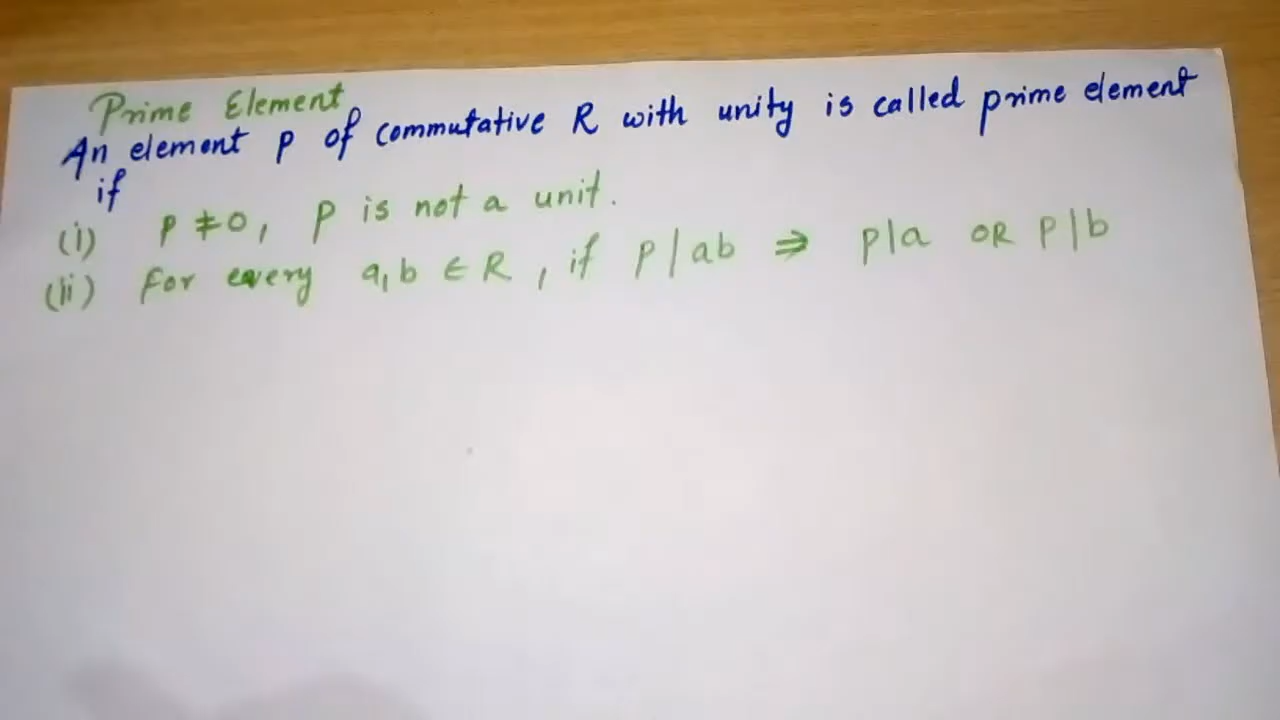 Prime Element
An element p of commutative R with unity is called prime element
if
(i) P ≠ 0, P is not a unit.
(ii) For every a, b ∈ R, if P/ab ⇒ p/a OR P/b